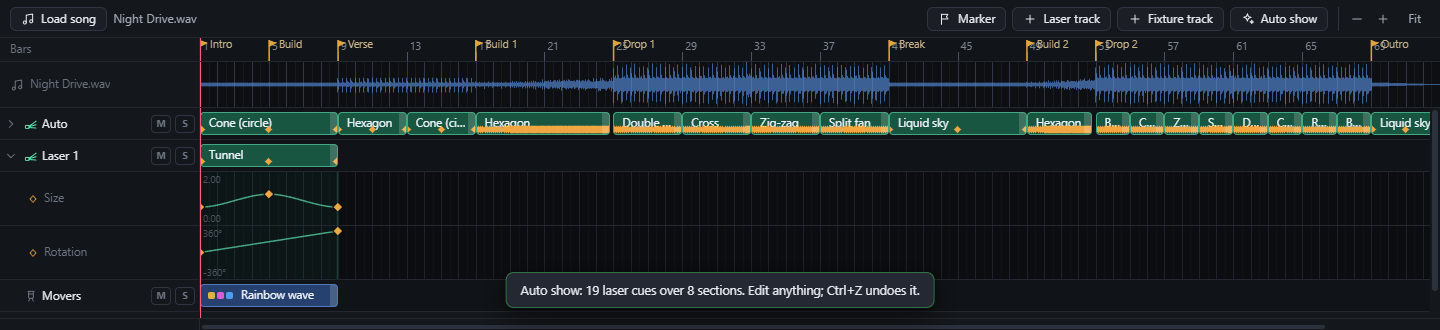 Load song Night Drive.wav Marker Laser track Fixture track Auto show Fit
Bars Intro Build Verse 13 Build 1 21 Drop 1 29 33 37 Break 45 Build 2 Drop 2 57 61 65 Outro
Night Drive.wav
Auto M S Cone (circle) Hexagon Cone (ci... Hexagon Double ... Cross Zig-zag Split fan Liquid sky Hexagon B... C... Z... S... D... C... R... B... Liquid sky
Laser 1 M S Tunnel
2.00
Size
0.00
360°
Rotation
-360°
Movers M S Rainbow wave
Auto show: 19 laser cues over 8 sections. Edit anything; Ctrl+Z undoes it.